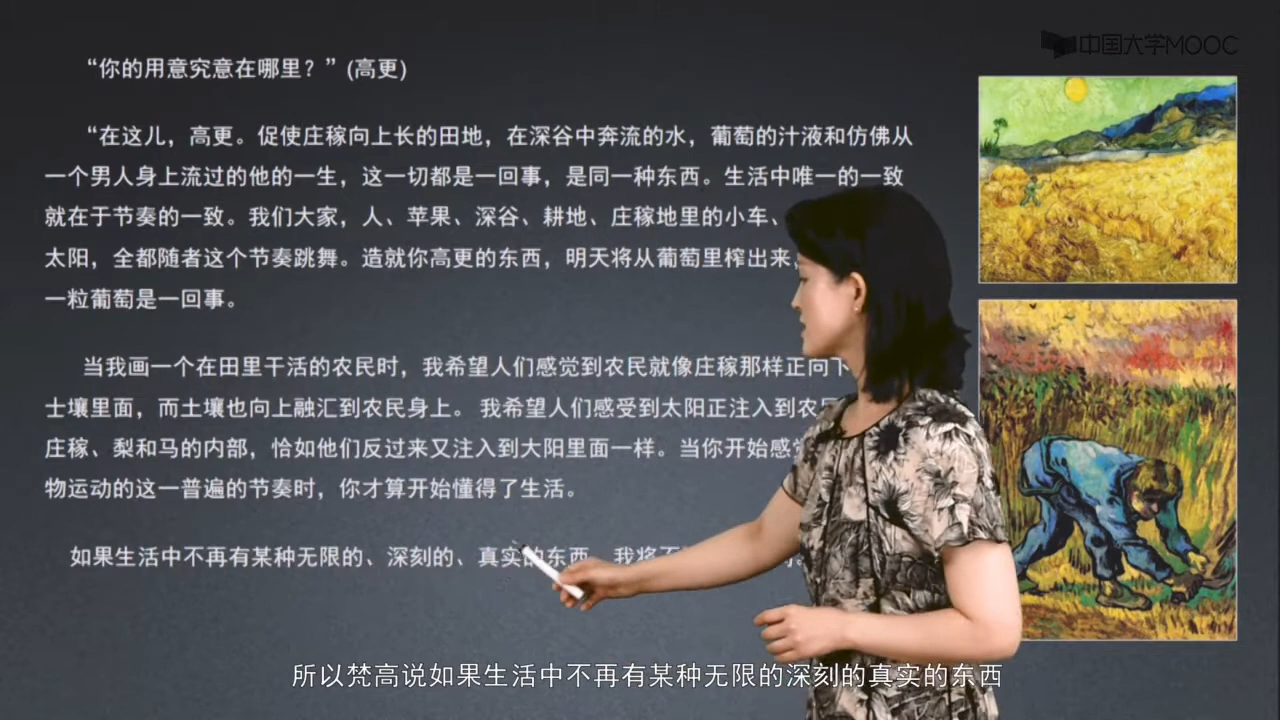 中国大学MOOC
“你的用意究意在哪里？”(高更)
“在这儿，高更。促使庄稼向上长的田地，在深谷中奔流的水，葡萄的汁液和仿佛从
一个男人身上流过的他的一生，这一切都是一回事，是同一种东西。生活中唯一的一致
就在于节奏的一致。我们大家，人、苹果、深谷、耕地、庄稼地里的小车、
太阳，全都随者这个节奏跳舞。造就你高更的东西，明天将从葡萄里榨出来，
一粒葡萄是一回事。
当我画一个在田里干活的农民时，我希望人们感觉到农民就像庄稼那样正向下
士壤里面，而土壤也向上融汇到农民身上。 我希望人们感受到太阳正注入到农
庄稼、梨和马的内部，恰如他们反过来又注入到大阳里面一样。当你开始感
物运动的这一普遍的节奏时，你才算开始懂得了生活。
如果生活中不再有某种无限的、深刻的、真实的东西，我将不
所以梵高说如果生活中不再有某种无限的深刻的真实的东西